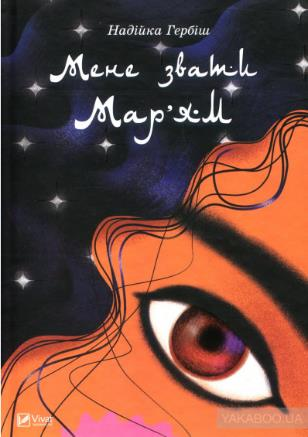 Надійка Гербіш
Мене звати
Мар'ям
Vivat
YAKABOO.UA